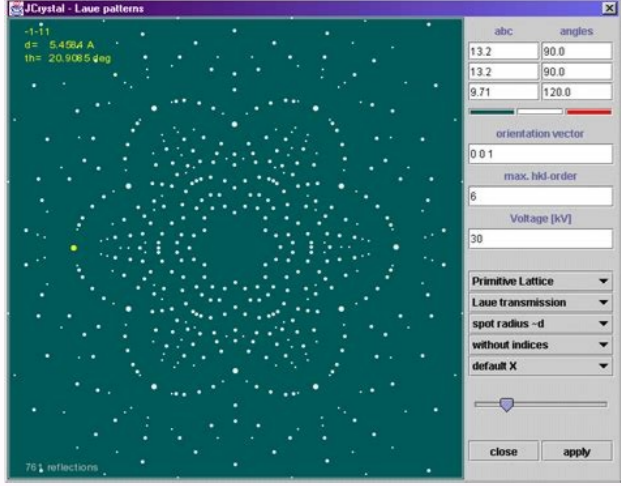 JCrystal - Laue patterns
-1-11
d= 5.4584 A
th= 20.9085 deg
761 reflections
abc angles
13.2 90.0
13.2 90.0
9.71 120.0
orientation vector
0 0 1
max. hkl-order
6
Voltage [kV]
30
Primitive Lattice
Laue transmission
spot radius ~d
without indices
default X
close apply